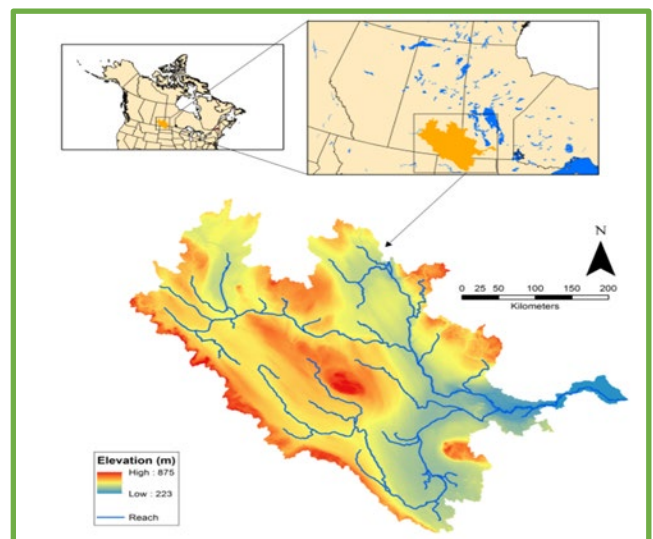 N
0 25 50 100 150 200
Kilometers
Elevation (m)
High : 875
Low : 223
Reach